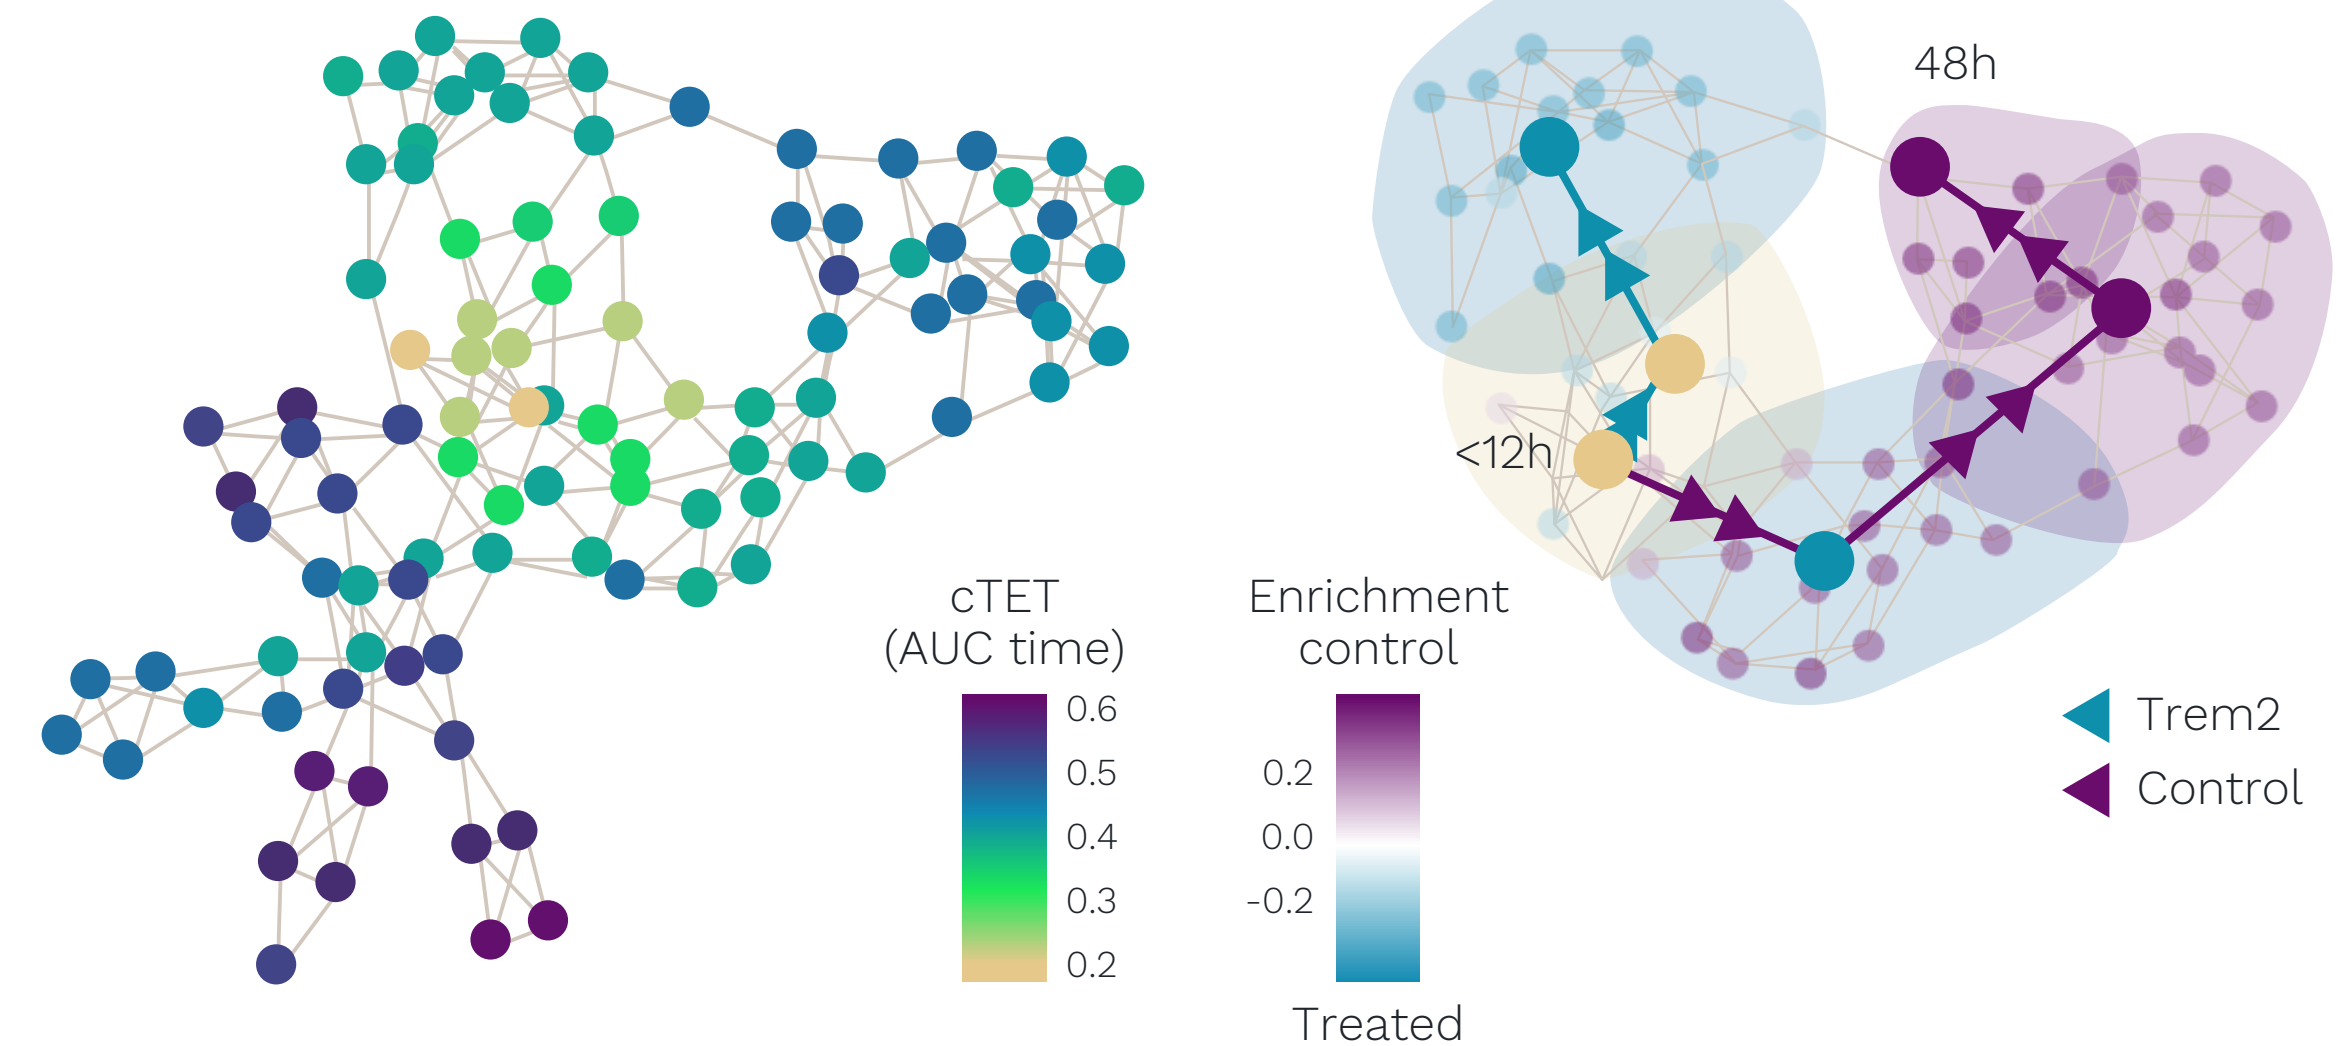 48h
<12h
cTET
(AUC time)
0.6
0.5
0.4
0.3
0.2
Enrichment
control
0.2
0.0
-0.2
Treated
Trem2
Control